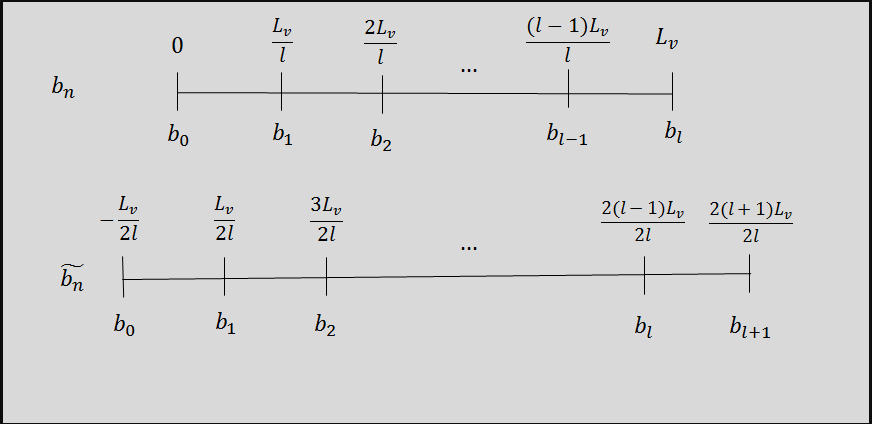 0 L_v/l 2L_v/l ... (l − 1)L_v/l L_v
b_n
b_0 b_1 b_2 b_{l−1} b_l
−L_v/2l L_v/2l 3L_v/2l ... 2(l − 1)L_v/2l 2(l + 1)L_v/2l
b̃_n
b_0 b_1 b_2 b_l b_{l+1}